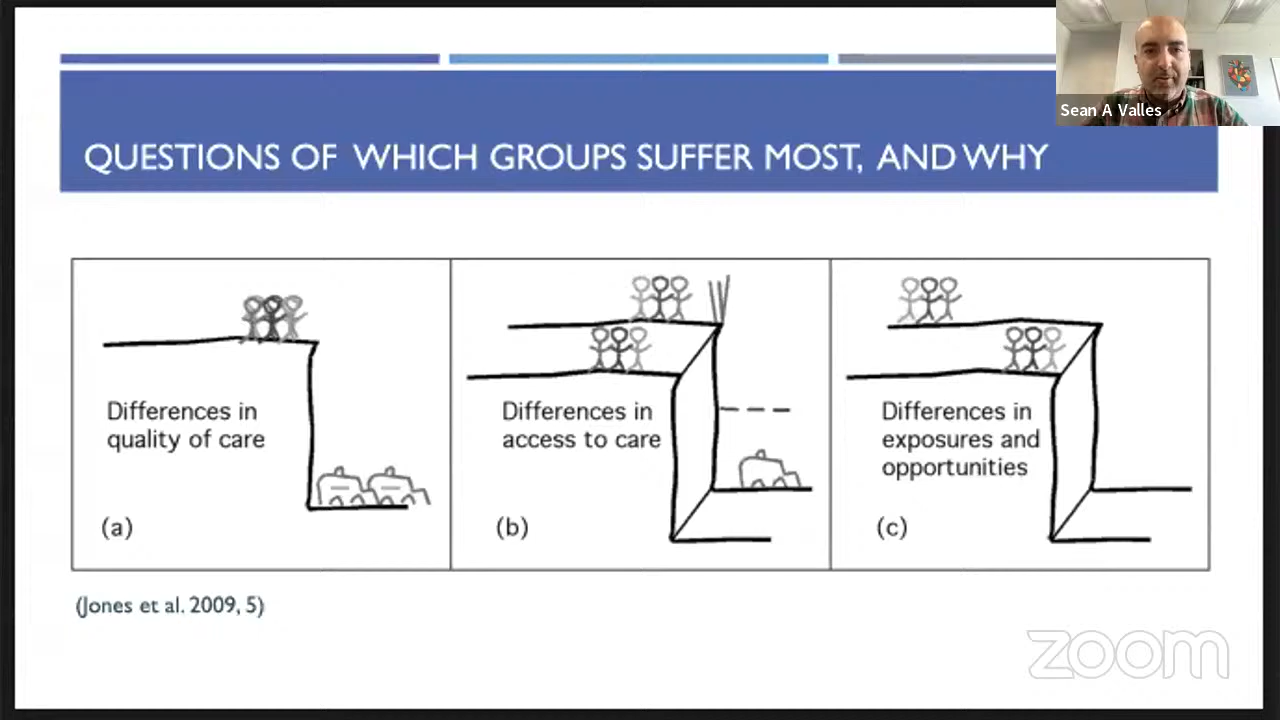 Sean A Valles
QUESTIONS OF WHICH GROUPS SUFFER MOST, AND WHY
Differences in
quality of care
(a)
Differences in
access to care
(b)
Differences in
exposures and
opportunities
(c)
(Jones et al. 2009, 5)
zoom